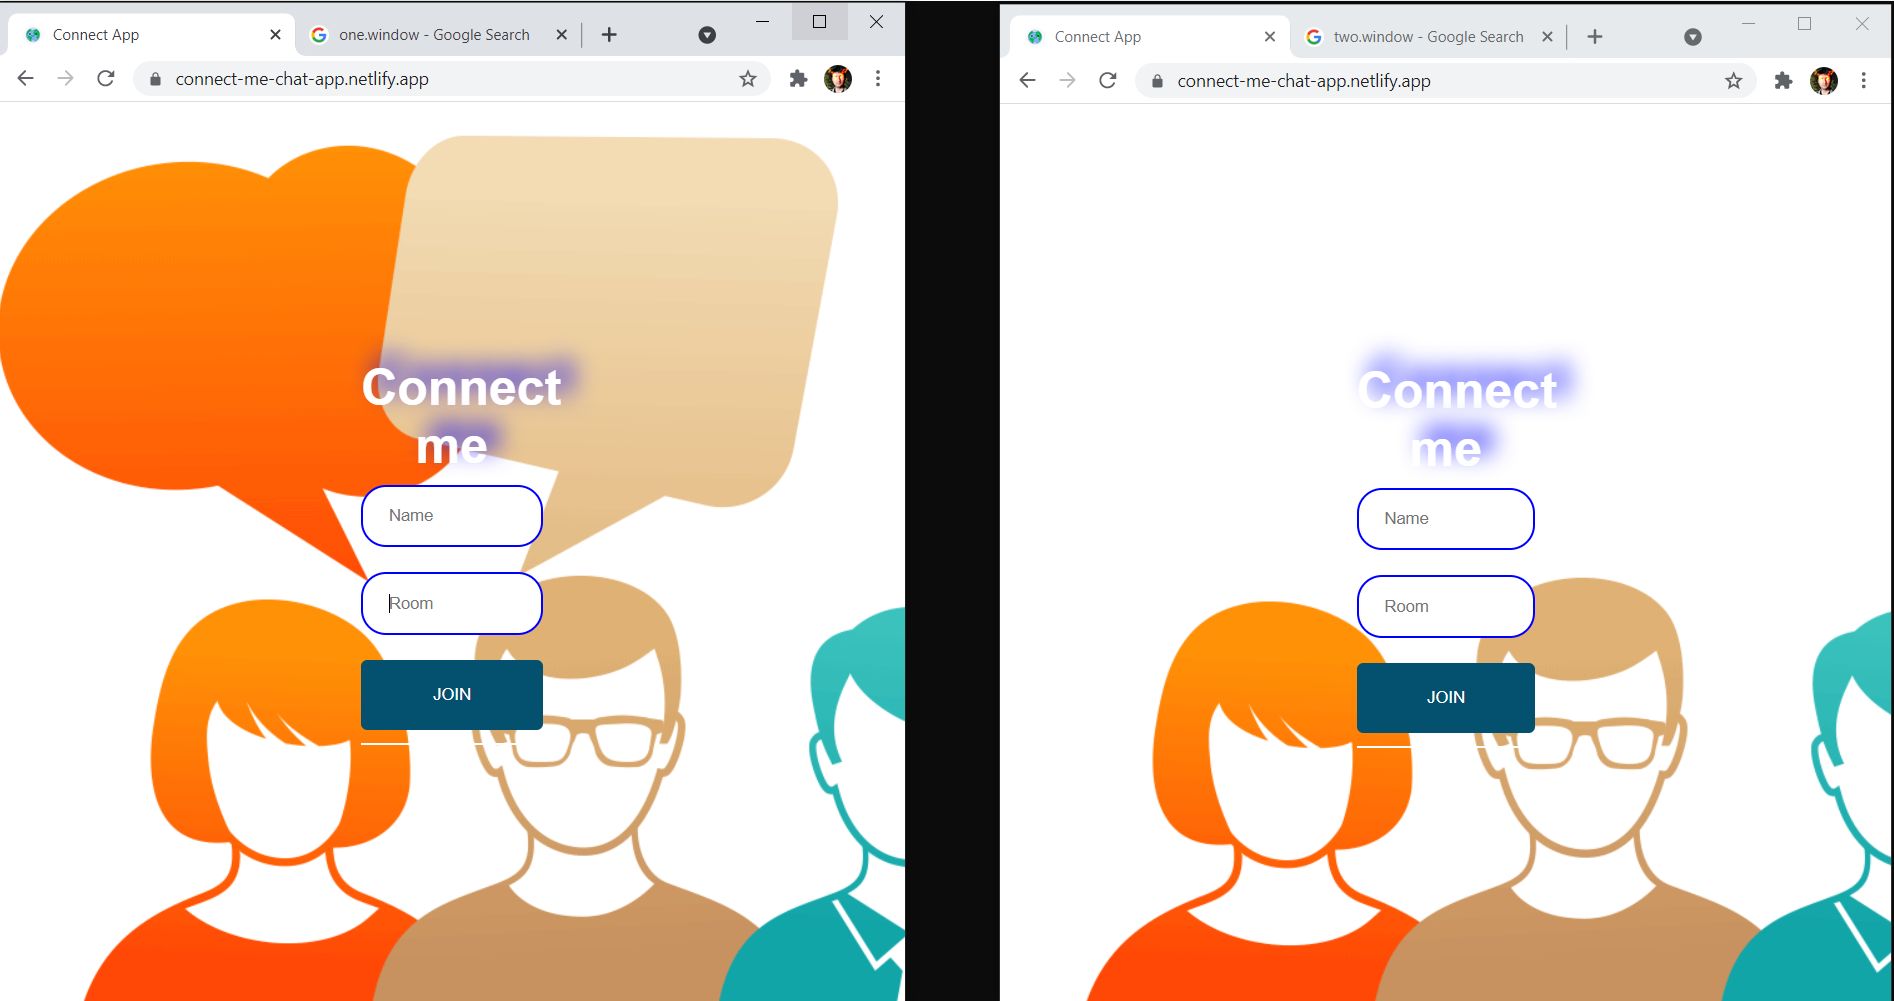 Connect App
one.window - Google Search
connect-me-chat-app.netlify.app
Connect
me
Name
Room
JOIN
Connect App
two.window - Google Search
connect-me-chat-app.netlify.app
Connect
me
Name
Room
JOIN